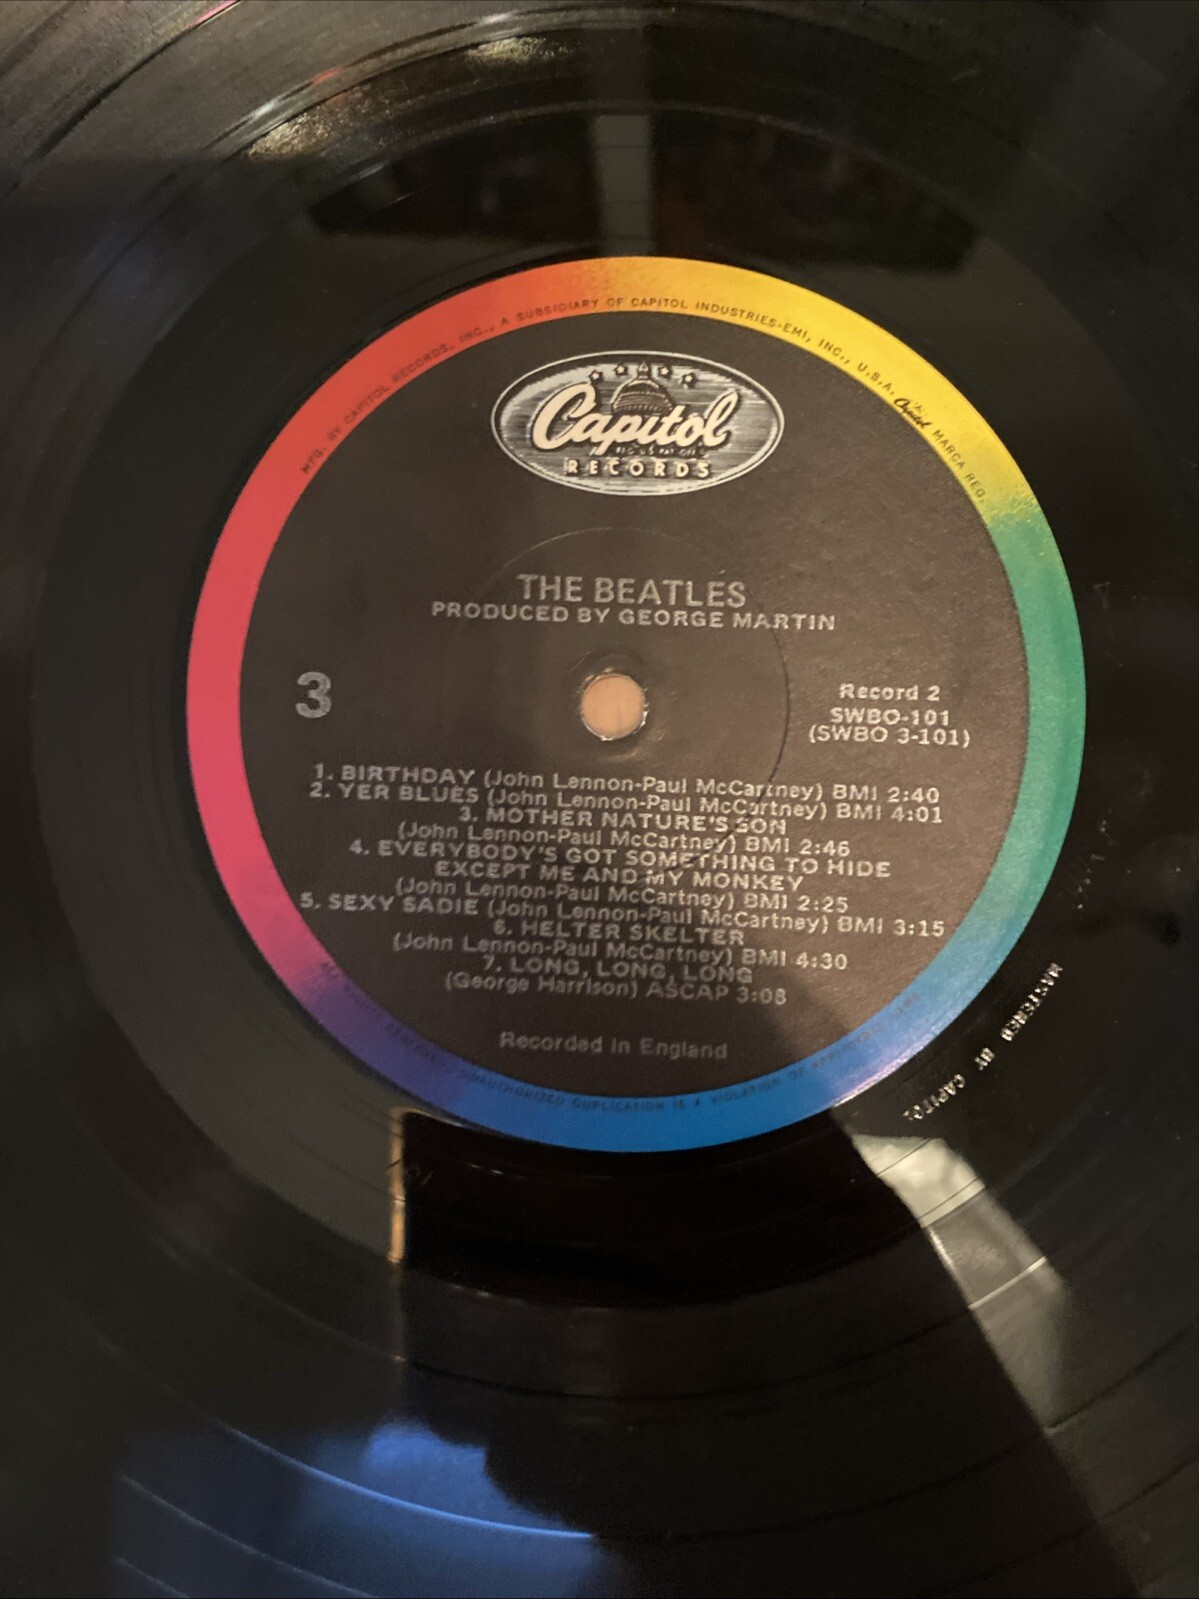 MFG. BY CAPITOL RECORDS, INC., A SUBSIDIARY OF CAPITOL INDUSTRIES-EMI, INC., U.S.A. Capitol MARCA REG.
Capitol
REG. U.S. PAT. OFF.
RECORDS
THE BEATLES
PRODUCED BY GEORGE MARTIN
3
Record 2
SWBO-101
(SWBO 3-101)
1. BIRTHDAY (John Lennon-Paul McCartney) BMI 2:40
2. YER BLUES (John Lennon-Paul McCartney) BMI 4:01
3. MOTHER NATURE'S SON
(John Lennon-Paul McCartney) BMI 2:46
4. EVERYBODY'S GOT SOMETHING TO HIDE
EXCEPT ME AND MY MONKEY
(John Lennon-Paul McCartney) BMI 2:25
5. SEXY SADIE (John Lennon-Paul McCartney) BMI 3:15
6. HELTER SKELTER
(John Lennon-Paul McCartney) BMI 4:30
7. LONG, LONG, LONG
(George Harrison) ASCAP 3:08
Recorded in England
UNAUTHORIZED DUPLICATION IS A VIOLATION OF
MASTERED BY CAPITOL